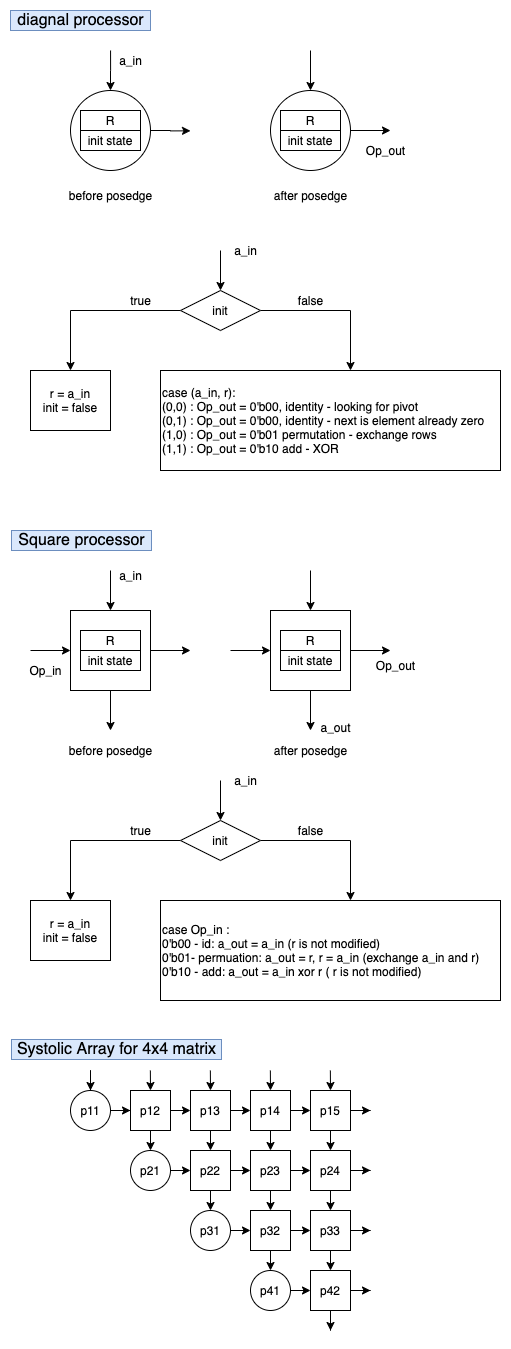 diagnal processor
a_in
R
init state
R
init state
Op_out
before posedge
after posedge
a_in
true
init
false
r = a_in
init = false
case (a_in, r):
(0,0) : Op_out = 0'b00, identity - looking for pivot
(0,1) : Op_out = 0'b00, identity - next is element already zero
(1,0) : Op_out = 0'b01 permutation - exchange rows
(1,1) : Op_out = 0'b10 add - XOR
Square processor
a_in
R
init state
R
init state
Op_in
Op_out
a_out
before posedge
after posedge
a_in
true
init
false
r = a_in
init = false
case Op_in :
0'b00 - id: a_out = a_in (r is not modified)
0'b01- permuation: a_out = r, r = a_in (exchange a_in and r)
0'b10 - add: a_out = a_in xor r ( r is not modified)
Systolic Array for 4x4 matrix
p11 p12 p13 p14 p15
p21 p22 p23 p24
p31 p32 p33
p41 p42